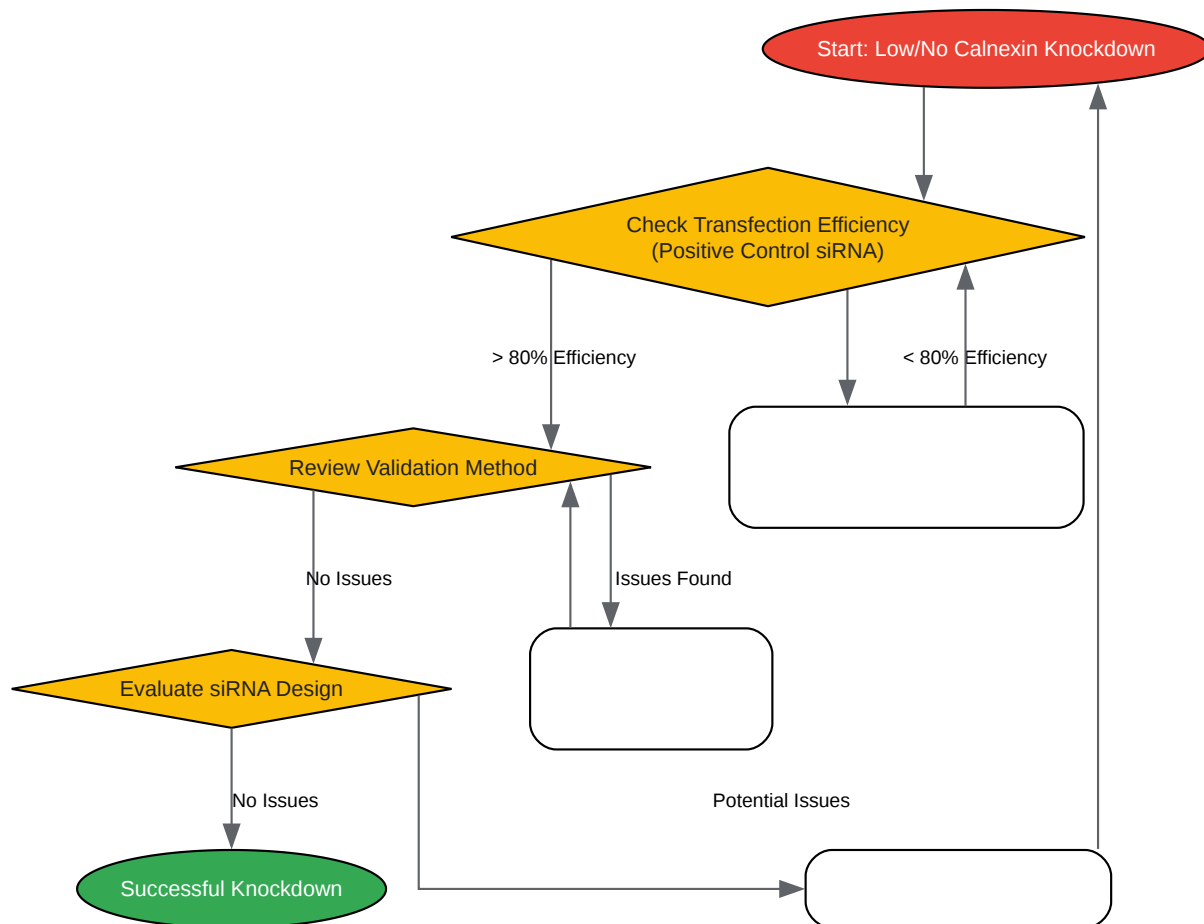 Start: Low/No Calnexin Knockdown
Check Transfection Efficiency
(Positive Control siRNA)
> 80% Efficiency
< 80% Efficiency
Review Validation Method
No Issues
Issues Found
Evaluate siRNA Design
No Issues
Potential Issues
Successful Knockdown